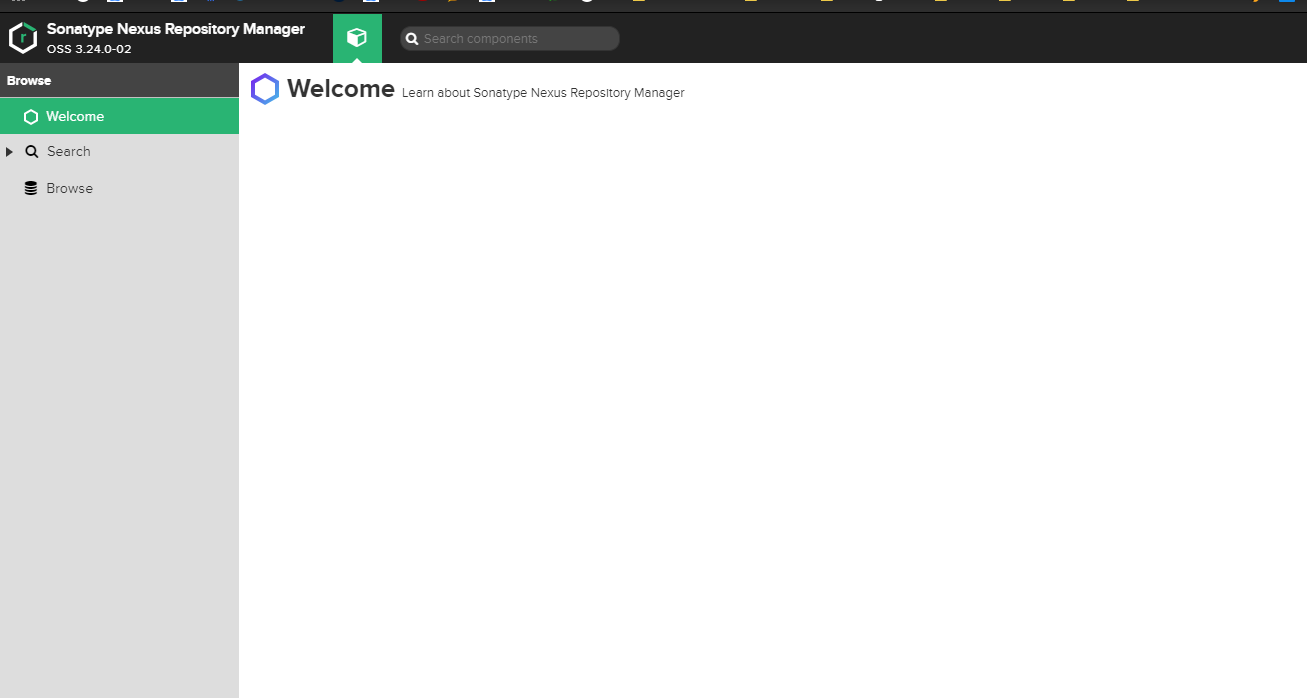 Sonatype Nexus Repository Manager
OSS 3.24.0-02
Search components
Browse
Welcome
Search
Browse
Welcome Learn about Sonatype Nexus Repository Manager